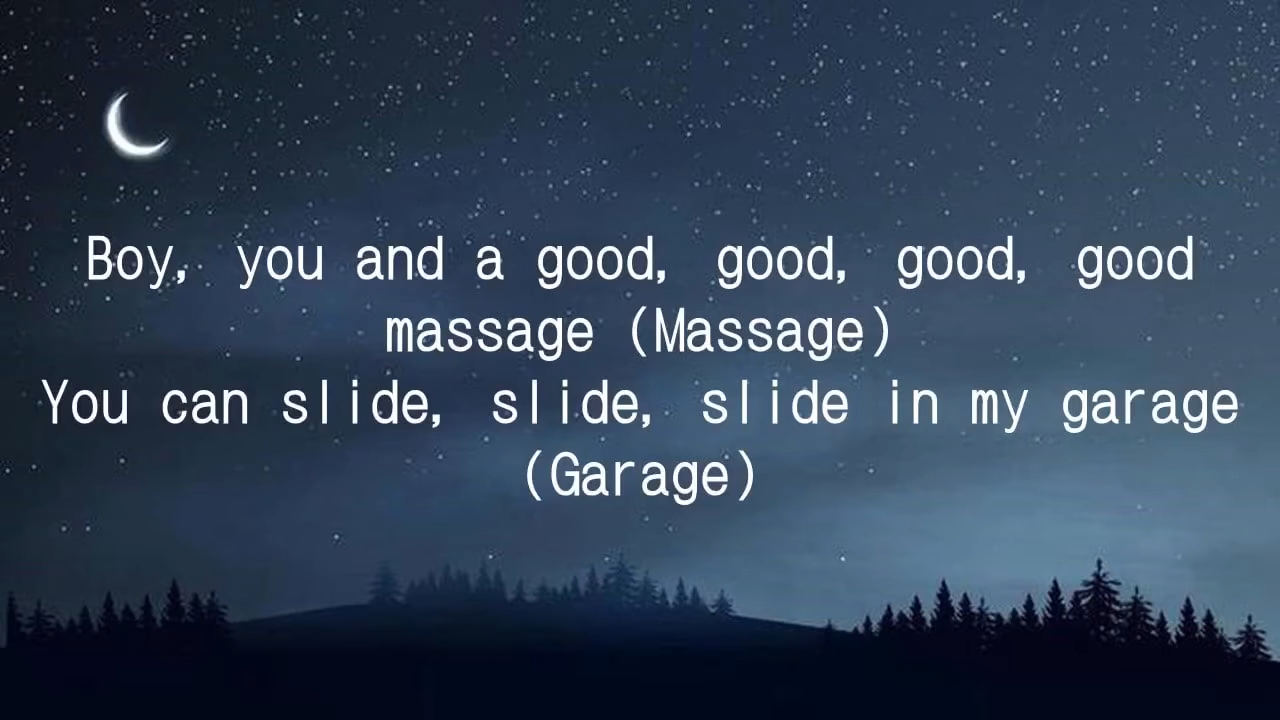 Boy, you and a good, good, good, good
massage (Massage)
You can slide, slide, slide in my garage
(Garage)